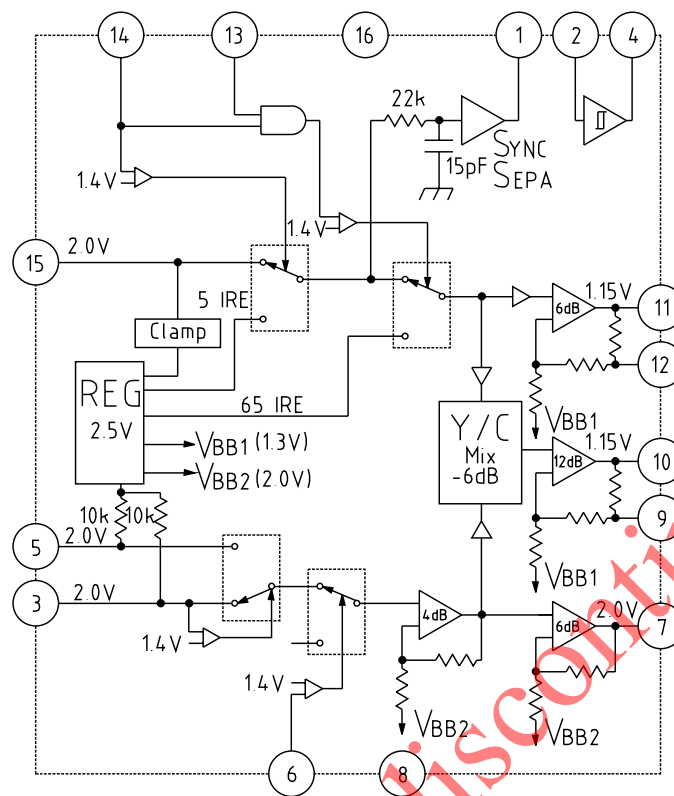 14
13
16
1
2
4
22k
15pF
SYNC
SEPA
1.4V
1.4V
15
2.0V
5 IRE
Clamp
REG
2.5V
65 IRE
VBB1 (1.3V)
VBB2 (2.0V)
10k
10k
6dB
1.15V
11
12
VBB1
Y/C
Mix
-6dB
12dB
1.15V
10
9
VBB1
5
2.0V
3
2.0V
1.4V
1.4V
4dB
VBB2
6dB
2.0V
7
VBB2
6
8
disconti